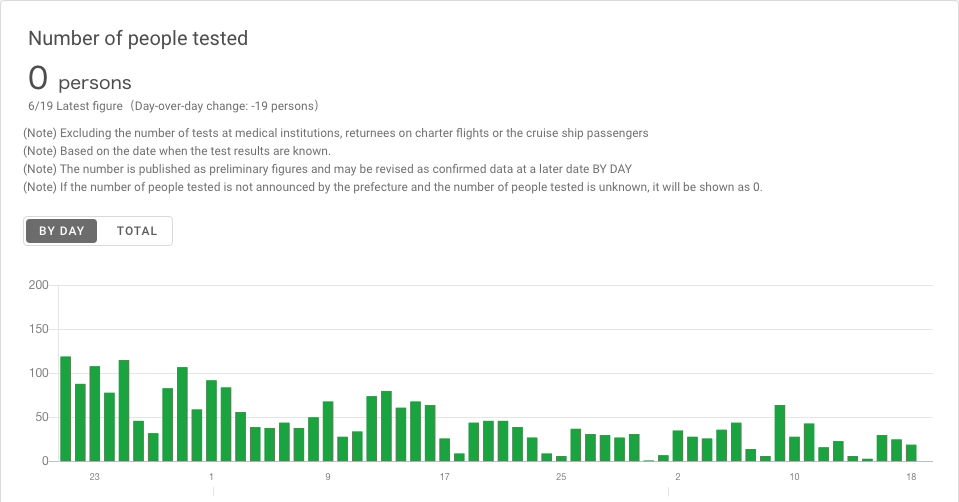 Number of people tested
0 persons
6/19 Latest figure（Day-over-day change: -19 persons）
(Note) Excluding the number of tests at medical institutions, returnees on charter flights or the cruise ship passengers
(Note) Based on the date when the test results are known.
(Note) The number is published as preliminary figures and may be revised as confirmed data at a later date BY DAY
(Note) If the number of people tested is not announced by the prefecture and the number of people tested is unknown, it will be shown as 0.
BY DAY TOTAL
200
150
100
50
0
23 1 9 17 25 2 10 18